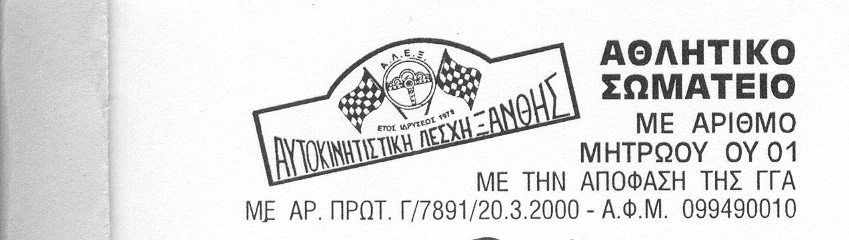 Α.Λ.Ε.Ξ.
ΕΤΟΣ ΙΔΡΥΣΕΩΣ 1979
ΑΥΤΟΚΙΝΗΤΙΣΤΙΚΗ ΛΕΣΧΗ ΞΑΝΘΗΣ
ΑΘΛΗΤΙΚΟ
ΣΩΜΑΤΕΙΟ
ΜΕ ΑΡΙΘΜΟ
ΜΗΤΡΩΟΥ ΟΥ 01
ΜΕ ΤΗΝ ΑΠΟΦΑΣΗ ΤΗΣ ΓΓΑ
ΜΕ ΑΡ. ΠΡΩΤ. Γ/7891/20.3.2000 - Α.Φ.Μ. 099490010